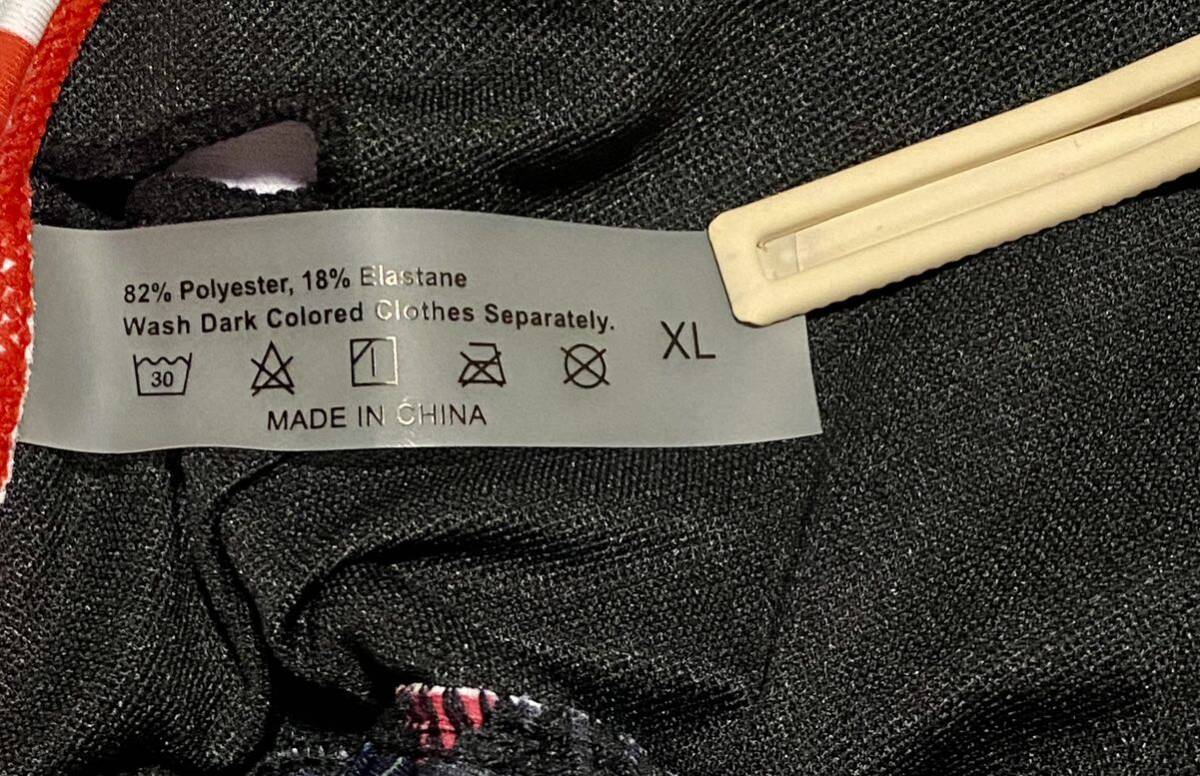 82% Polyester, 18% Elastane
Wash Dark Colored Clothes Separately.
30
XL
MADE IN CHINA